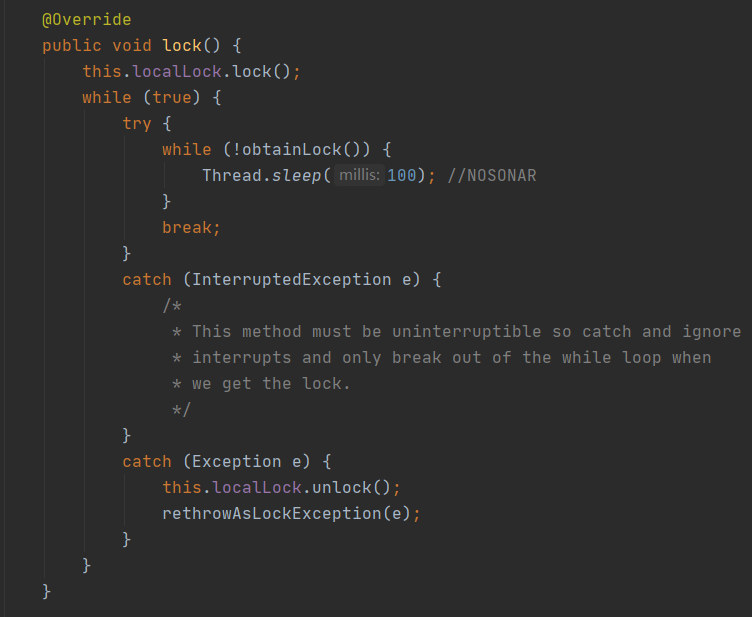 @Override
public void lock() {
    this.localLock.lock();
    while (true) {
        try {
            while (!obtainLock()) {
                Thread.sleep( millis: 100); //NOSONAR
            }
            break;
        }
        catch (InterruptedException e) {
            /*
             * This method must be uninterruptible so catch and ignore
             * interrupts and only break out of the while loop when
             * we get the lock.
             */
        }
        catch (Exception e) {
            this.localLock.unlock();
            rethrowAsLockException(e);
        }
    }
}